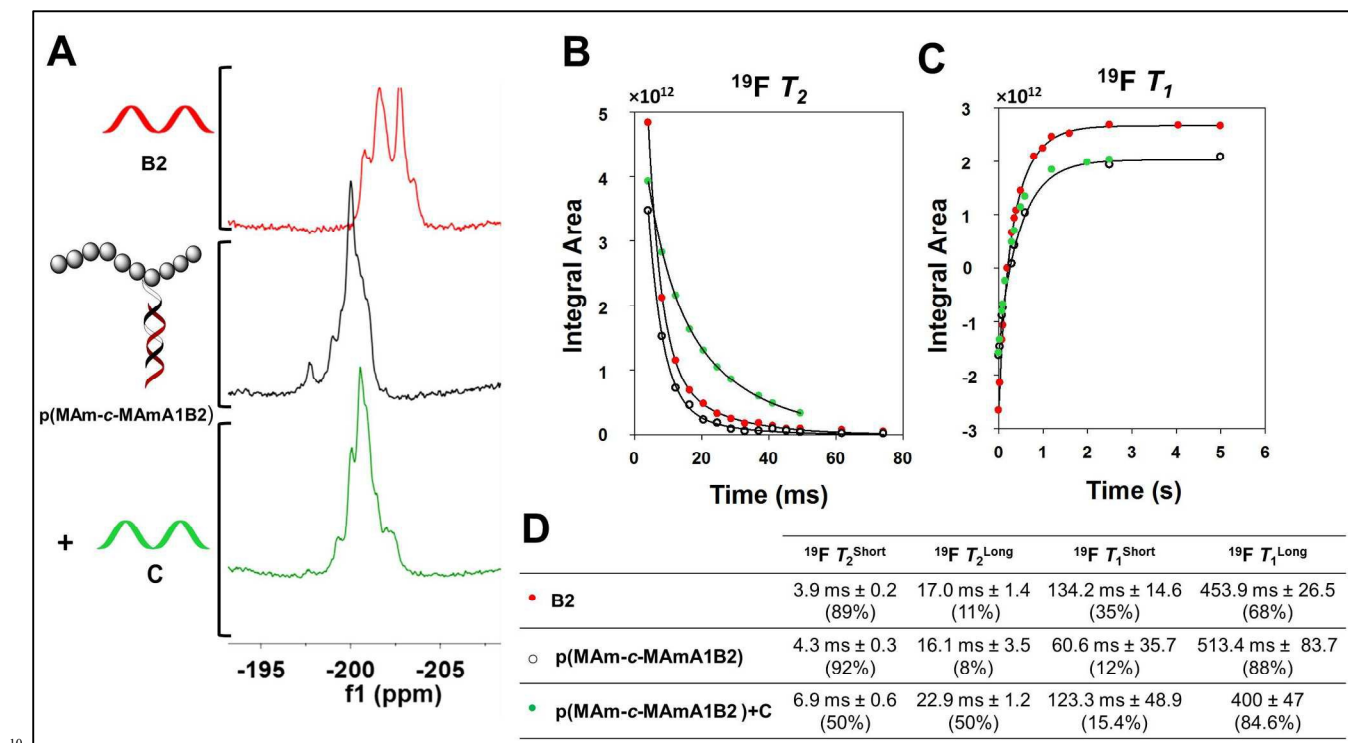 A
B2
p(MAm-c-MAmA1B2)
+
C
-195
-200
-205
f1 (ppm)
B
¹⁹F T₂
×10¹²
5
4
3
2
1
0
Integral Area
0
20
40
60
80
Time (ms)
C
¹⁹F T₁
×10¹²
3
2
1
0
-1
-2
-3
Integral Area
0
1
2
3
4
5
6
Time (s)
D
¹⁹F T₂Short ¹⁹F T₂Long ¹⁹F T₁Short ¹⁹F T₁Long
B2 3.9 ms ± 0.2 17.0 ms ± 1.4 134.2 ms ± 14.6 453.9 ms ± 26.5
(89%) (11%) (35%) (68%)
p(MAm-c-MAmA1B2) 4.3 ms ± 0.3 16.1 ms ± 3.5 60.6 ms ± 35.7 513.4 ms ± 83.7
(92%) (8%) (12%) (88%)
p(MAm-c-MAmA1B2 )+C 6.9 ms ± 0.6 22.9 ms ± 1.2 123.3 ms ± 48.9 400 ± 47
(50%) (50%) (15.4%) (84.6%)